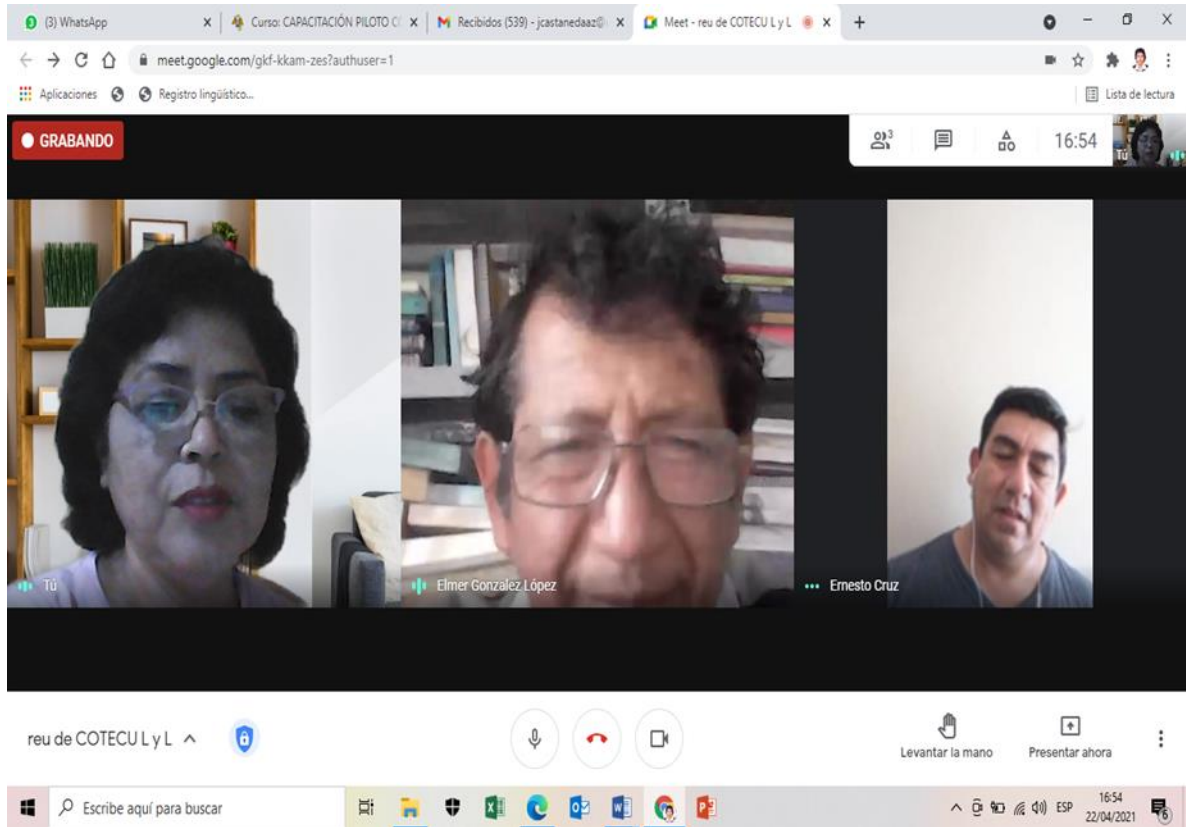 (3) WhatsApp
Curso: CAPACITACIÓN PILOTO C
Recibidos (539) - jcastanedaaz@
Meet - reu de COTECU L y L
meet.google.com/gkf-kkam-zes?authuser=1
Aplicaciones
Registro lingüístico...
Lista de lectura
GRABANDO
3
16:54
Tú
Tú
Elmer Gonzalez López
Ernesto Cruz
reu de COTECU L y L
Levantar la mano
Presentar ahora
Escribe aquí para buscar
ESP
16:54
22/04/2021
6